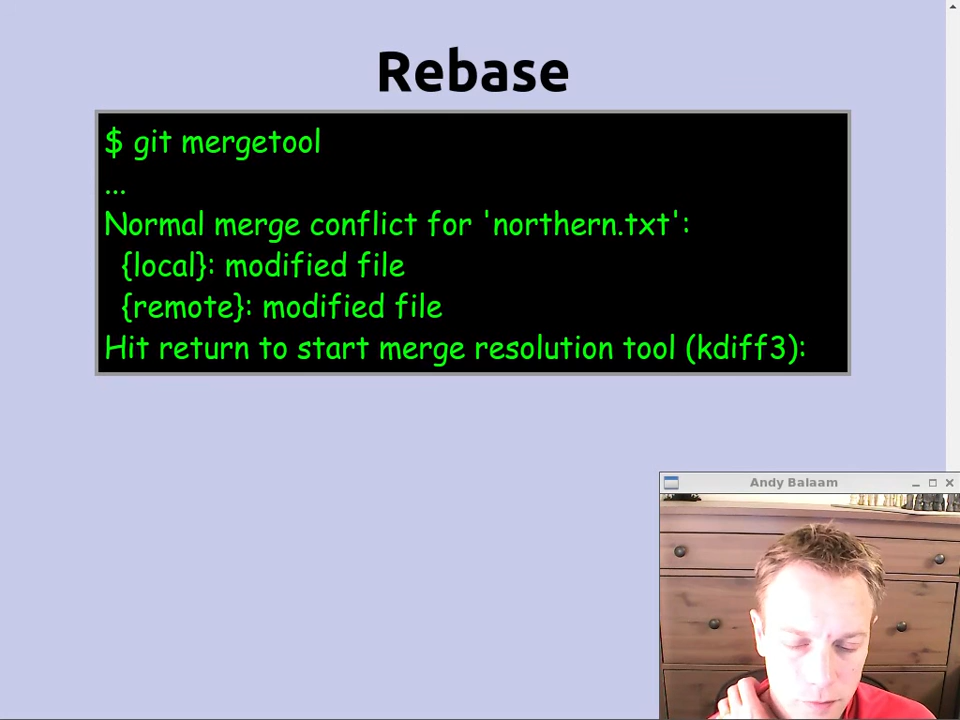 Rebase
$ git mergetool
...
Normal merge conflict for 'northern.txt':
{local}: modified file
{remote}: modified file
Hit return to start merge resolution tool (kdiff3):
Andy Balaam